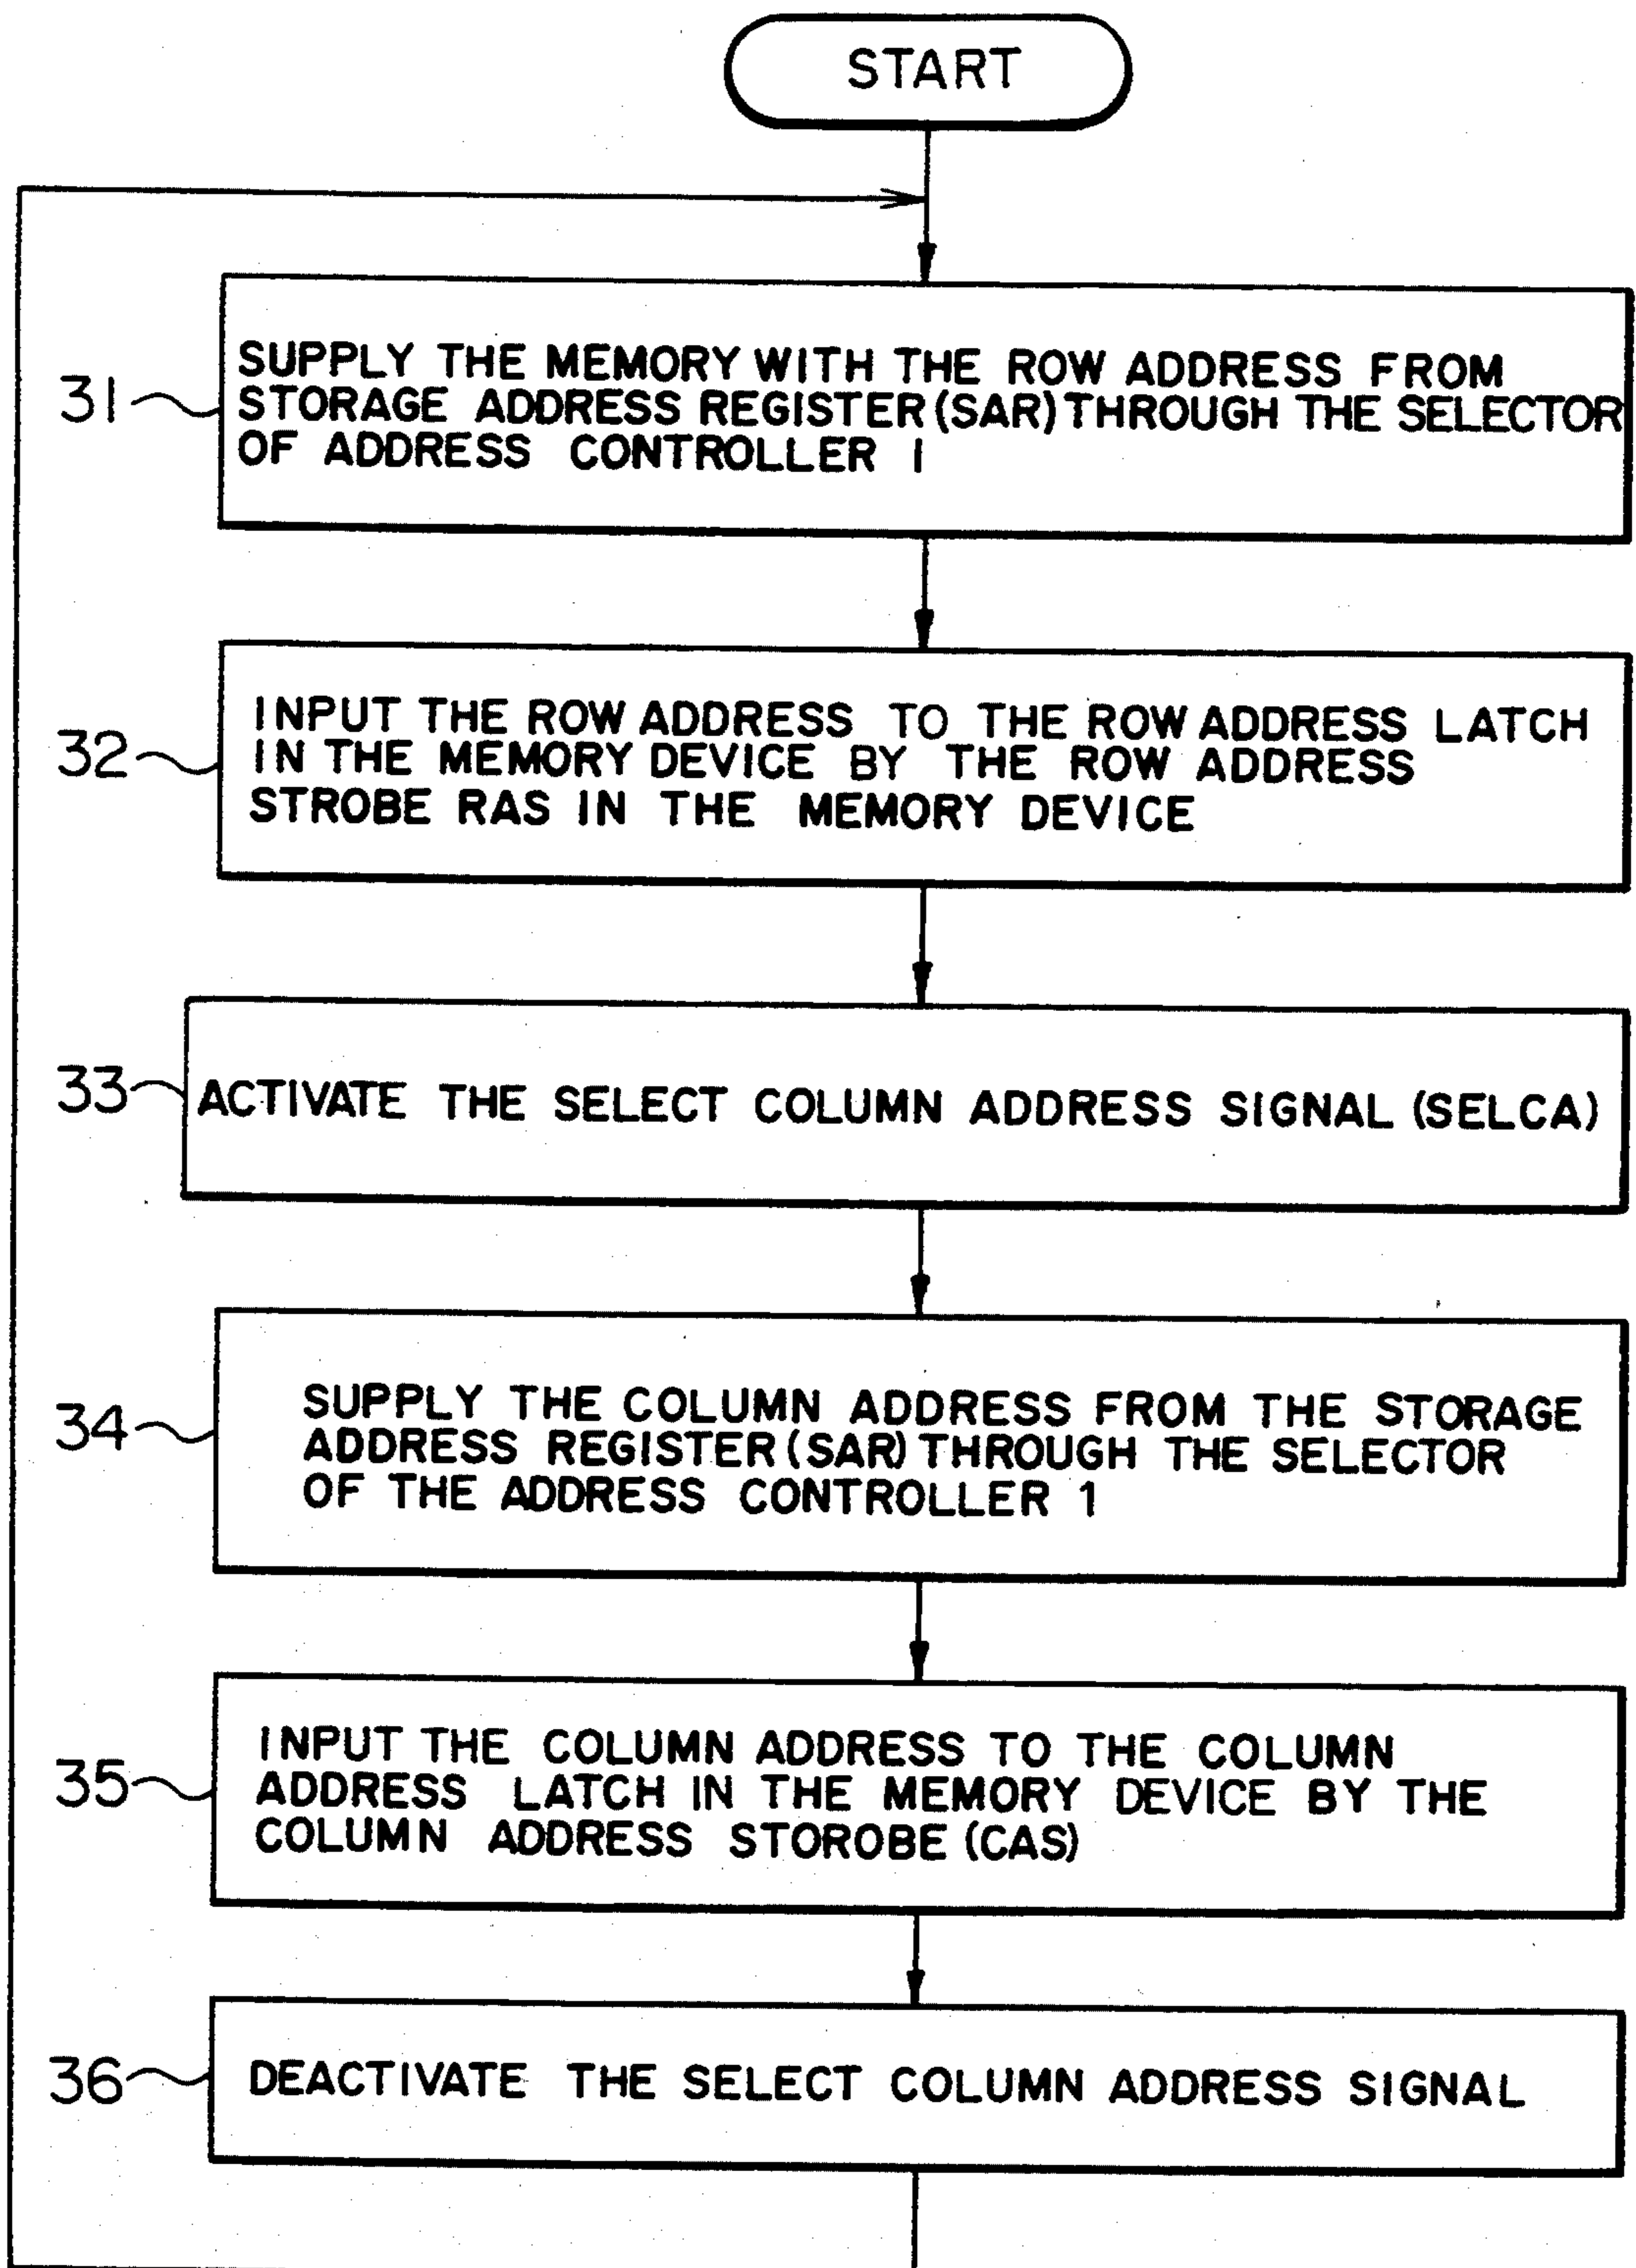 START
31
SUPPLY THE MEMORY WITH THE ROW ADDRESS FROM
STORAGE ADDRESS REGISTER (SAR) THROUGH THE SELECTOR
OF ADDRESS CONTROLLER 1
32
INPUT THE ROW ADDRESS TO THE ROW ADDRESS LATCH
IN THE MEMORY DEVICE BY THE ROW ADDRESS
STROBE RAS IN THE MEMORY DEVICE
33
ACTIVATE THE SELECT COLUMN ADDRESS SIGNAL (SELCA)
34
SUPPLY THE COLUMN ADDRESS FROM THE STORAGE
ADDRESS REGISTER (SAR) THROUGH THE SELECTOR
OF THE ADDRESS CONTROLLER 1
35
INPUT THE COLUMN ADDRESS TO THE COLUMN
ADDRESS LATCH IN THE MEMORY DEVICE BY THE
COLUMN ADDRESS STOROBE (CAS)
36
DEACTIVATE THE SELECT COLUMN ADDRESS SIGNAL